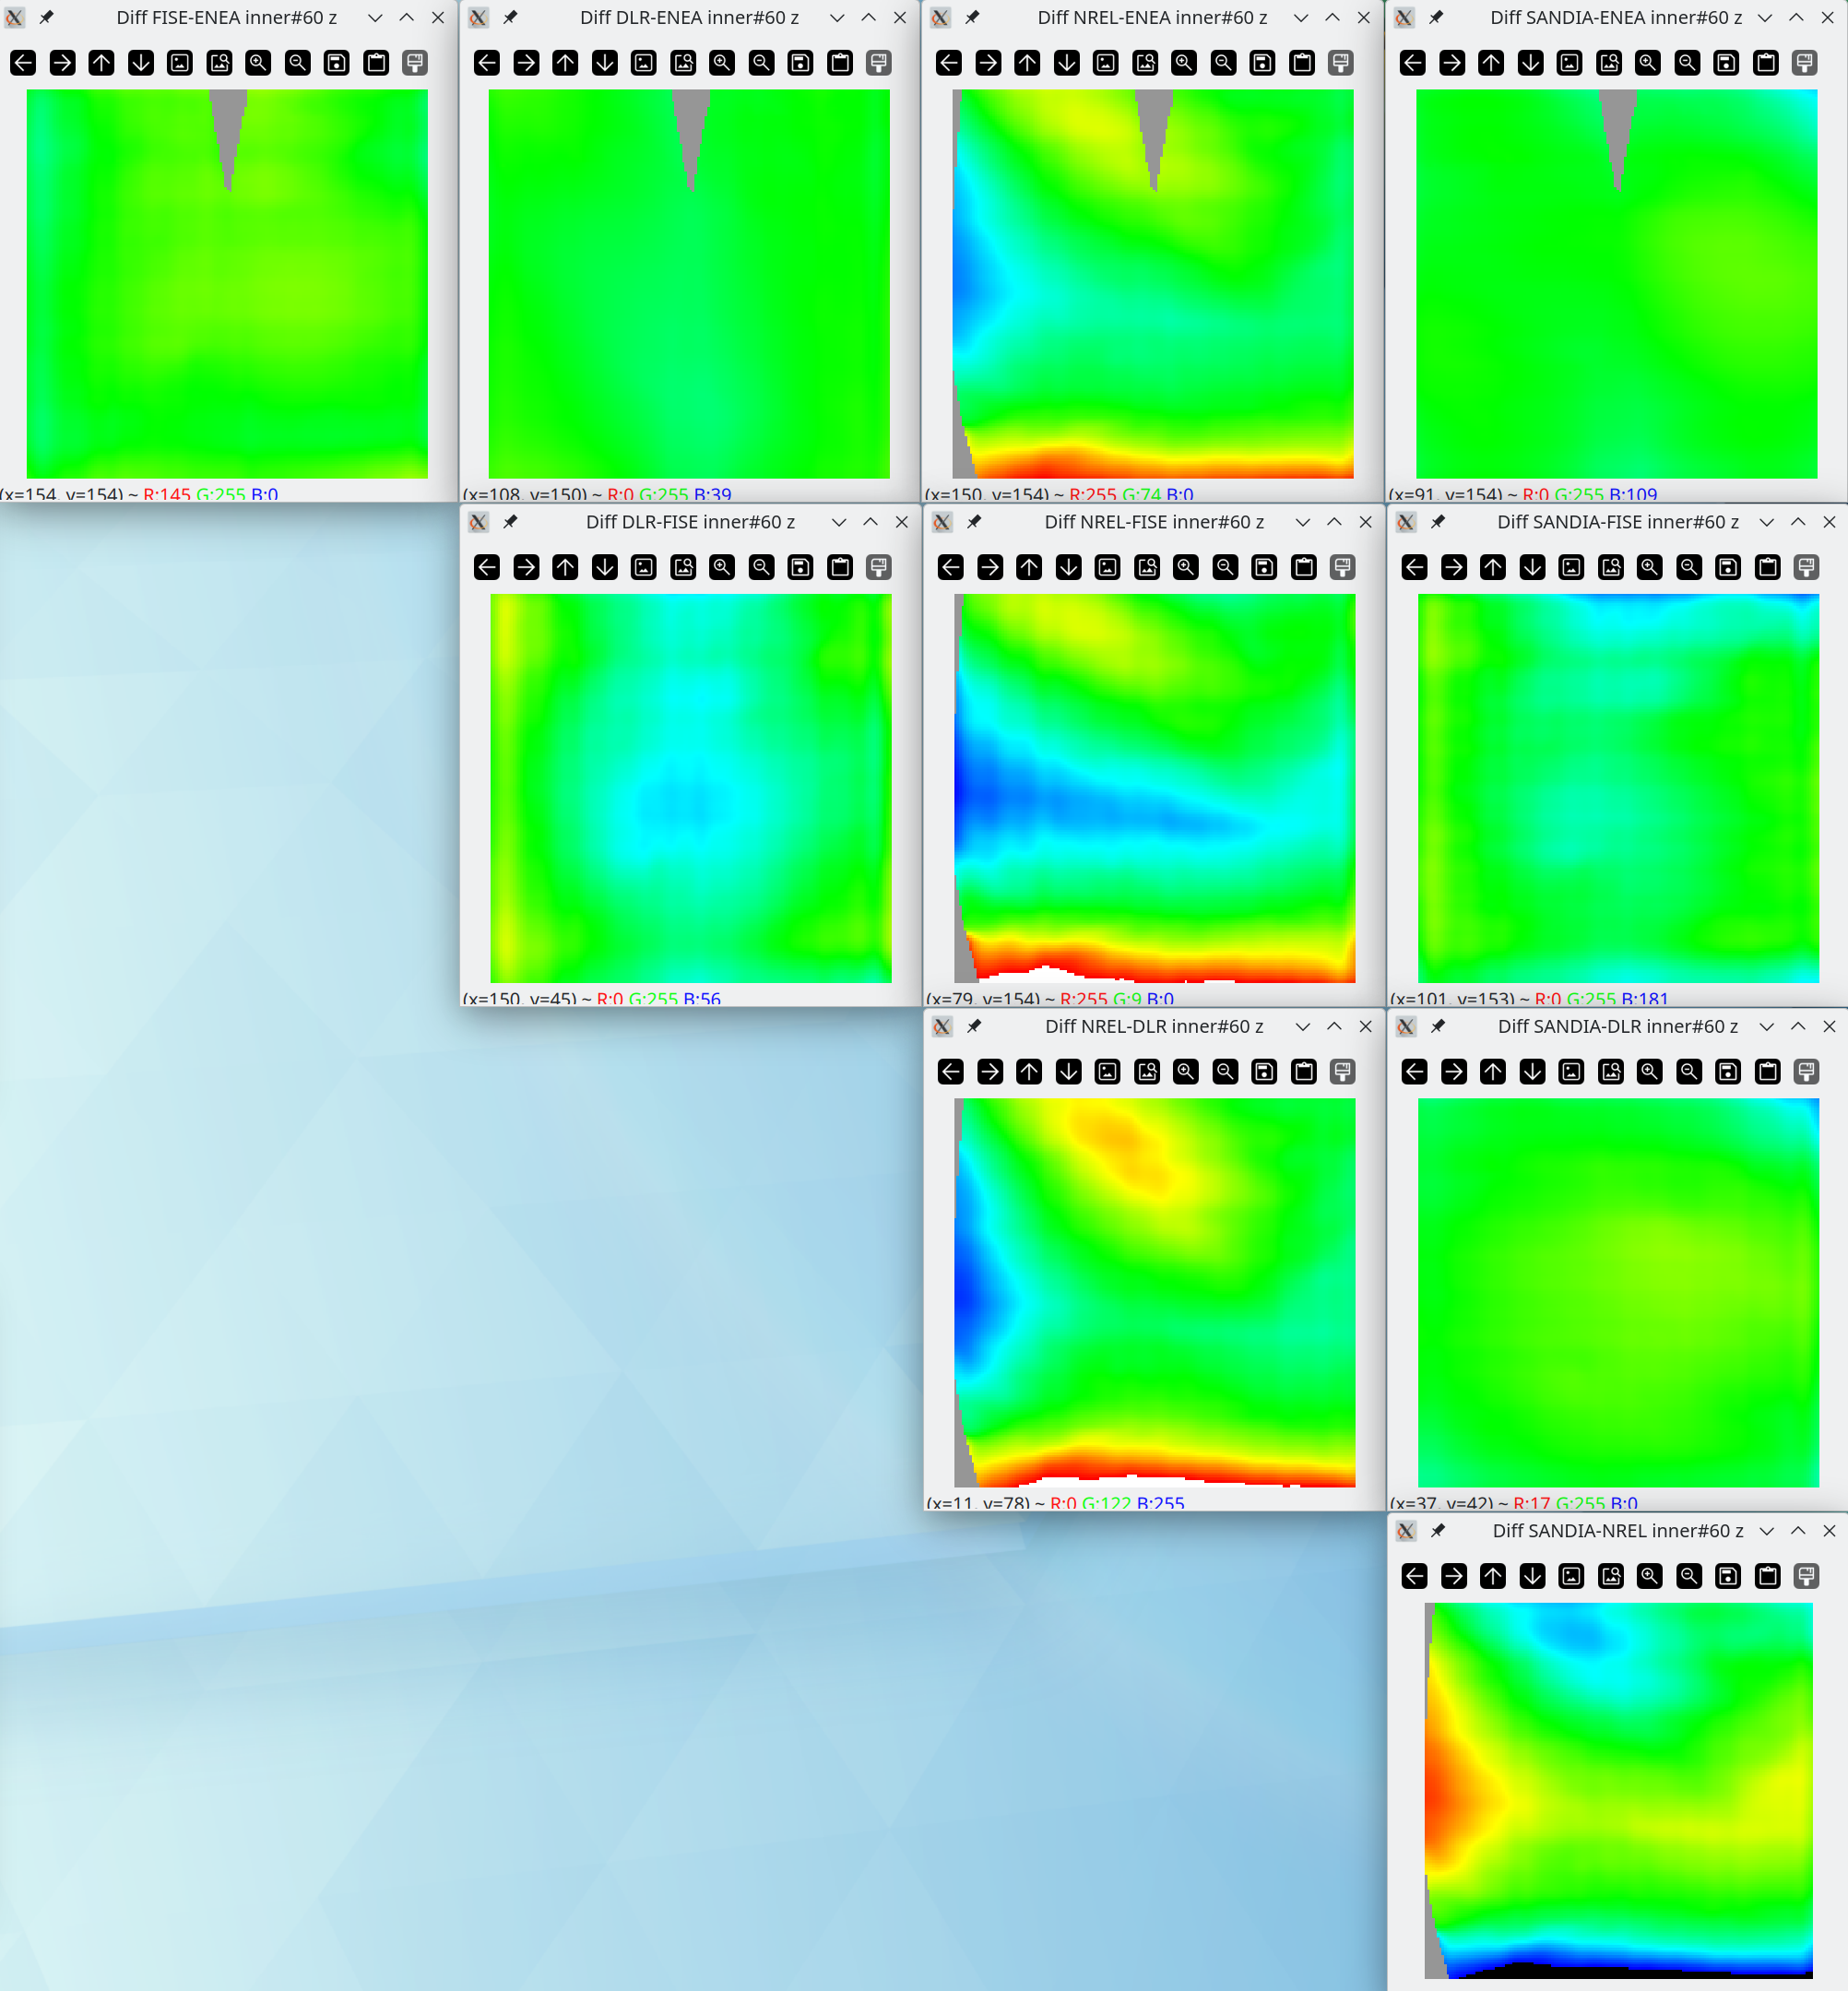 Diff FISE-ENEA inner#60 z
Diff DLR-ENEA inner#60 z
Diff NREL-ENEA inner#60 z
Diff SANDIA-ENEA inner#60 z
(x=154, y=154) ~ R:145 G:255 B:0
(x=108, y=150) ~ R:0 G:255 B:39
(x=150, y=154) ~ R:255 G:74 B:0
(x=91, y=154) ~ R:0 G:255 B:109
Diff DLR-FISE inner#60 z
Diff NREL-FISE inner#60 z
Diff SANDIA-FISE inner#60 z
(x=150, y=45) ~ R:0 G:255 B:56
(x=79, y=154) ~ R:255 G:9 B:0
(x=101, y=153) ~ R:0 G:255 B:181
Diff NREL-DLR inner#60 z
Diff SANDIA-DLR inner#60 z
(x=11, y=78) ~ R:0 G:122 B:255
(x=37, y=42) ~ R:17 G:255 B:0
Diff SANDIA-NREL inner#60 z